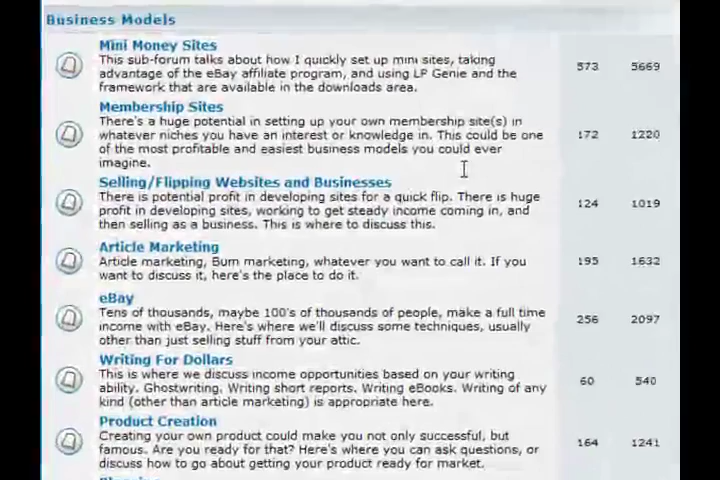 Business Models
Mini Money Sites
This sub-forum talks about how I quickly set up mini sites, taking
advantage of the eBay affiliate program, and using LP Genie and the
framework that are available in the downloads area.
573 5669
Membership Sites
There's a huge potential in setting up your own membership site(s) in
whatever niches you have an interest or knowledge in. This could be one
of the most profitable and easiest business models you could ever
imagine.
172 1220
Selling/Flipping Websites and Businesses
There is potential profit in developing sites for a quick flip. There is huge
profit in developing sites, working to get steady income coming in, and
then selling as a business. This is where to discuss this.
124 1019
Article Marketing
Article marketing, Bum marketing, whatever you want to call it. If you
want to discuss it, here's the place to do it.
195 1632
eBay
Tens of thousands, maybe 100's of thousands of people, make a full time
income with eBay. Here's where we'll discuss some techniques, usually
other than just selling stuff from your attic.
256 2097
Writing For Dollars
This is where we discuss income opportunities based on your writing
ability. Ghostwriting. Writing short reports. Writing eBooks. Writing of any
kind (other than article marketing) is appropriate here.
60 540
Product Creation
Creating your own product could make you not only successful, but
famous. Are you ready for that? Here's where you can ask questions, or
discuss how to go about getting your product ready for market.
164 1241